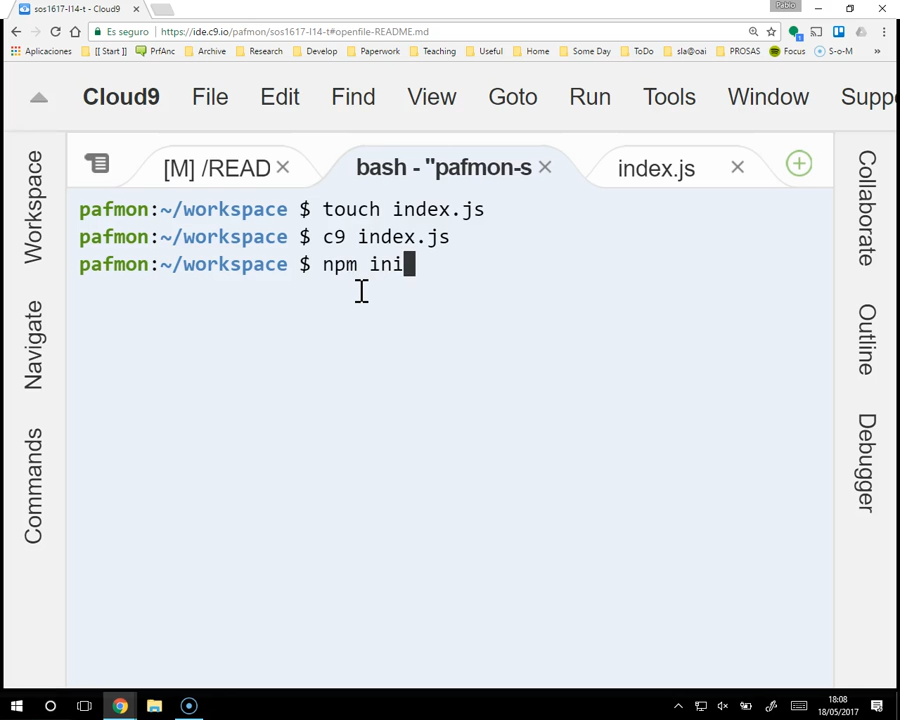 sos1617-l14-t - Cloud9
Pablo
Es seguro | https://ide.c9.io/pafmon/sos1617-l14-t#openfile-README.md
Aplicaciones [[ Start ]] PrfAnc Archive Research Develop Paperwork Teaching Useful Home Some Day ToDo sla@oai PROSAS Focus S-o-M »
Cloud9 File Edit Find View Goto Run Tools Window Suppo
[M] /READ bash - "pafmon-s index.js
Workspace
Navigate
Commands
pafmon:~/workspace $ touch index.js
pafmon:~/workspace $ c9 index.js
pafmon:~/workspace $ npm ini
Collaborate
Outline
Debugger
18:08
18/05/2017